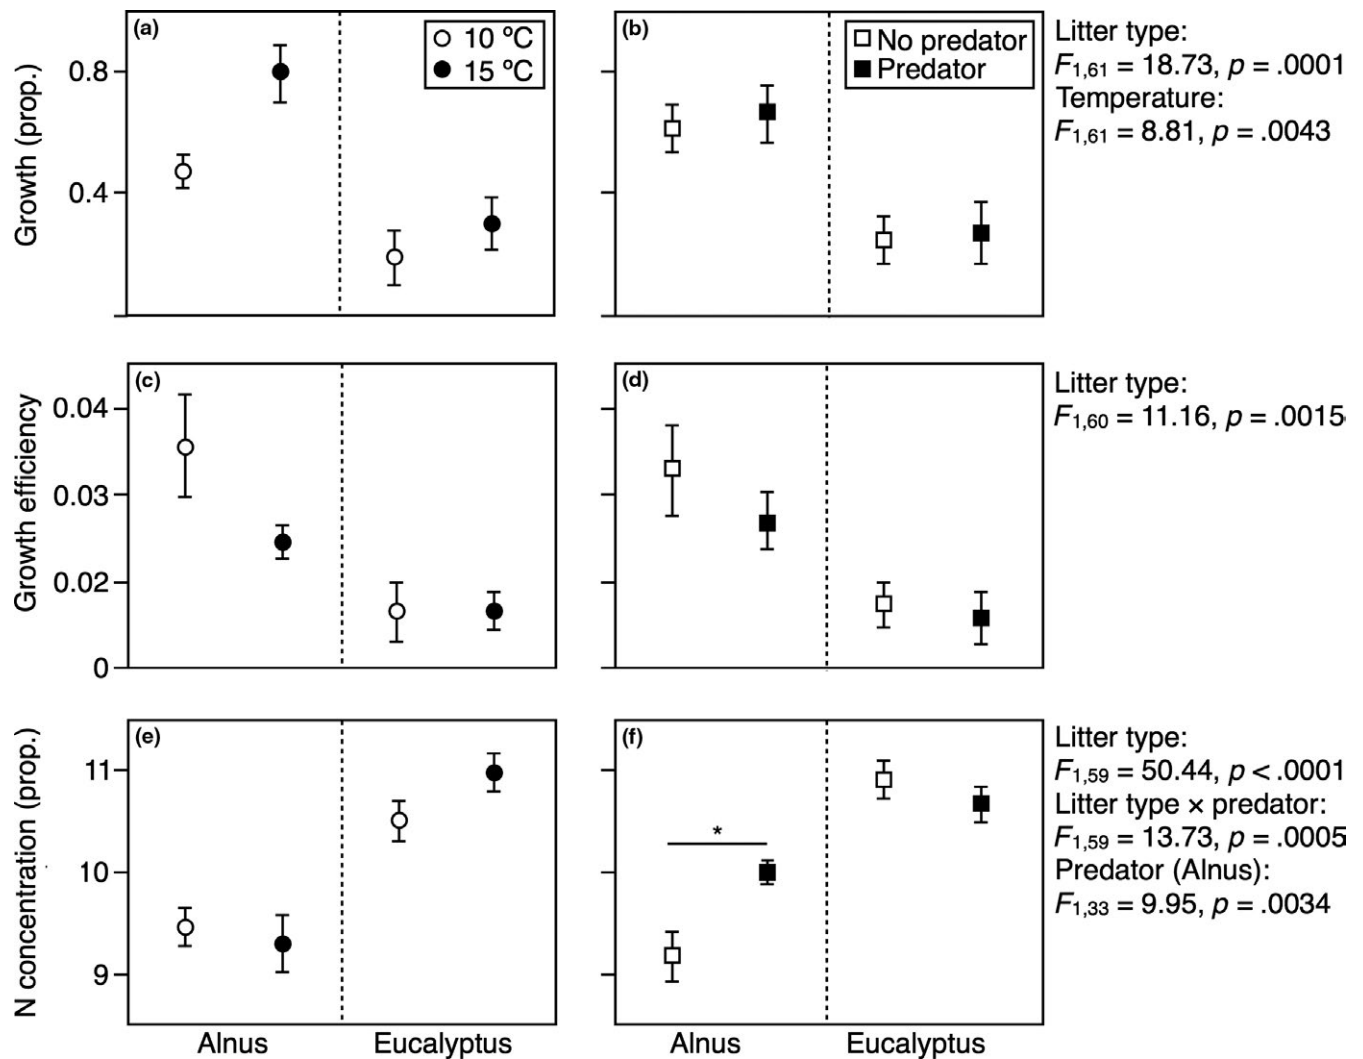 (a)
10 ºC
15 ºC
Growth (prop.)
0.8
0.4
(b)
No predator
Predator
Litter type:
F1,61 = 18.73, p = .0001
Temperature:
F1,61 = 8.81, p = .0043
(c)
Growth efficiency
0.04
0.03
0.02
0
(d)
Litter type:
F1,60 = 11.16, p = .0015
(e)
N concentration (prop.)
11
10
9
(f)
*
Litter type:
F1,59 = 50.44, p < .0001
Litter type × predator:
F1,59 = 13.73, p = .0005
Predator (Alnus):
F1,33 = 9.95, p = .0034
Alnus
Eucalyptus
Alnus
Eucalyptus